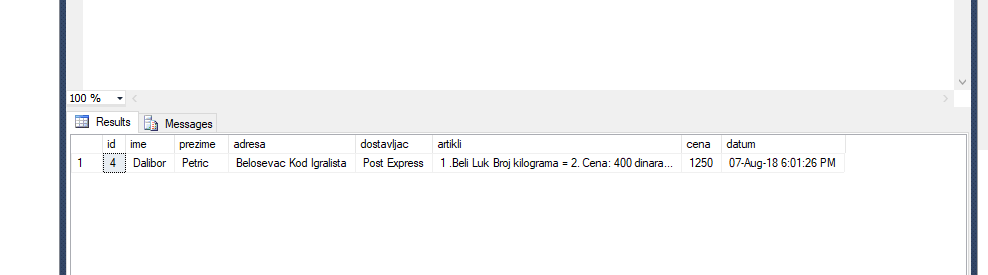 100 %
Results Messages
id ime prezime adresa dostavljac artikli cena datum
1 4 Dalibor Petric Belosevac Kod Igralista Post Express 1 .Beli Luk Broj kilograma = 2. Cena: 400 dinara... 1250 07-Aug-18 6:01:26 PM